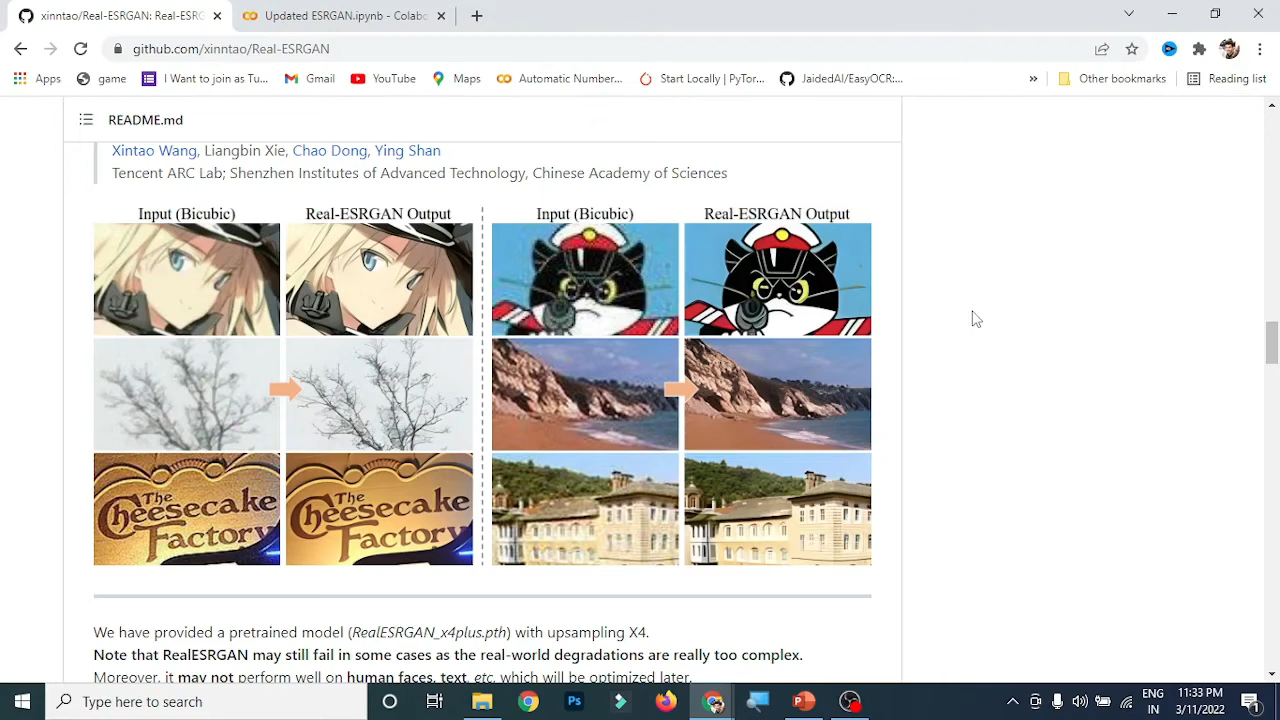 xinntao/Real-ESRGAN: Real-ESRG
Updated ESRGAN.ipynb - Colabo
github.com/xinntao/Real-ESRGAN
Apps
game
I Want to join as Tu...
Gmail
YouTube
Maps
Automatic Number...
Start Locally | PyTor...
JaidedAI/EasyOCR:...
»
Other bookmarks
Reading list
README.md
Xintao Wang, Liangbin Xie, Chao Dong, Ying Shan
Tencent ARC Lab; Shenzhen Institutes of Advanced Technology, Chinese Academy of Sciences
Input (Bicubic)
Real-ESRGAN Output
Input (Bicubic)
Real-ESRGAN Output
The
Cheesecake
Factory
The
Cheesecake
Factory
We have provided a pretrained model (RealESRGAN_x4plus.pth) with upsampling X4.
Note that RealESRGAN may still fail in some cases as the real-world degradations are really too complex.
Moreover, it may not perform well on human faces, text, etc, which will be optimized later.
Type here to search
Ps
ENG
IN
11:33 PM
3/11/2022
1